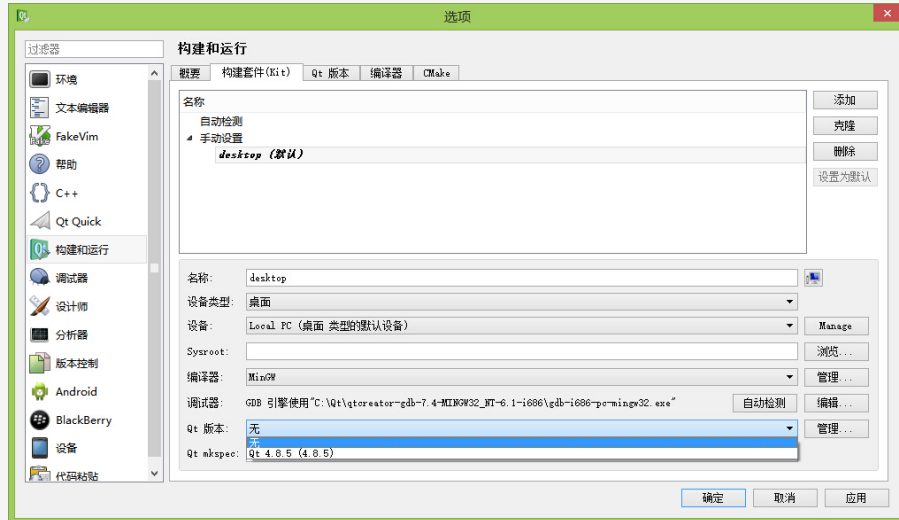 选项
过滤器
环境
文本编辑器
FakeVim
帮助
C++
Qt Quick
构建和运行
调试器
设计师
分析器
版本控制
Android
BlackBerry
设备
代码粘贴
构建和运行
概要 构建套件(Kit) Qt 版本 编译器 CMake
名称
自动检测
手动设置
desktop (默认)
添加
克隆
删除
设置为默认
名称: desktop
设备类型: 桌面
设备: Local PC (桌面 类型的默认设备) Manage
Sysroot: 浏览...
编译器: MinGW 管理...
调试器: GDB 引擎使用"C:\Qt\qtcreator-gdb-7.4-MINGW32_NT-6.1-i686\gdb-i686-pc-mingw32.exe" 自动检测 编辑...
Qt 版本: 无 管理...
无
Qt mkspec: Qt 4.8.5 (4.8.5)
确定 取消 应用